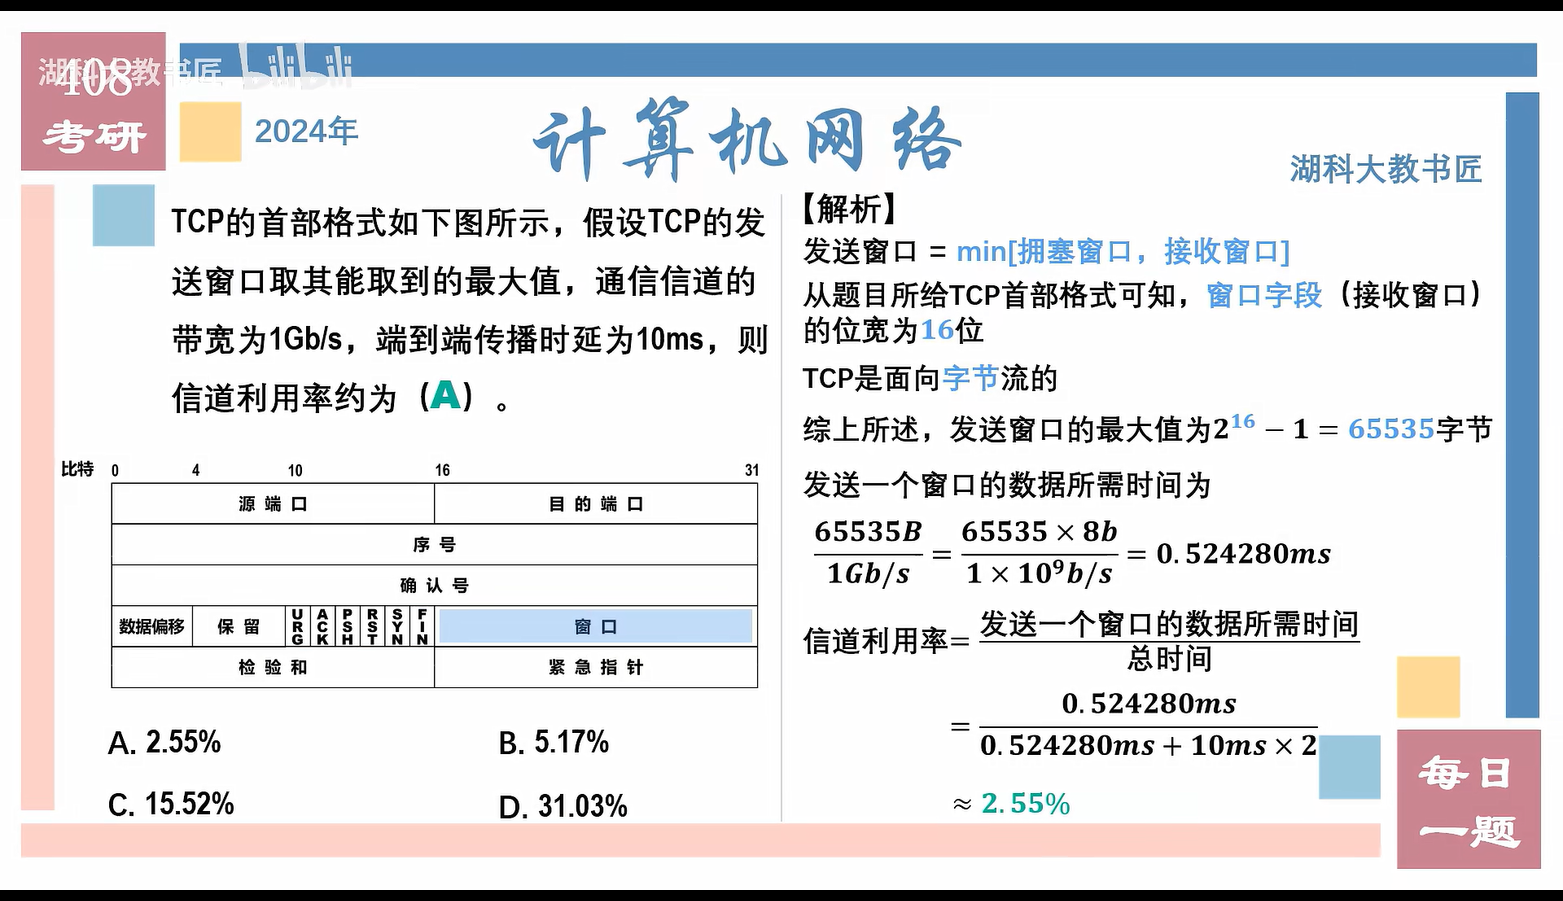 湖科大教书匠 bilibili
408
考研
2024年
计算机网络
湖科大教书匠
TCP的首部格式如下图所示，假设TCP的发
送窗口取其能取到的最大值，通信信道的
带宽为1Gb/s，端到端传播时延为10ms，则
信道利用率约为（A）。
比特 0 4 10 16 31
源端口 目的端口
序号
确认号
数据偏移 保留 URG ACK PSH RST SYN FIN 窗口
检验和 紧急指针
A. 2.55% B. 5.17%
C. 15.52% D. 31.03%
【解析】
发送窗口 = min[拥塞窗口，接收窗口]
从题目所给TCP首部格式可知，窗口字段（接收窗口）
的位宽为16位
TCP是面向字节流的
综上所述，发送窗口的最大值为2^16 − 1 = 65535字节
发送一个窗口的数据所需时间为
65535B / 1Gb/s = 65535 × 8b / 1 × 10^9b/s = 0.524280ms
信道利用率= 发送一个窗口的数据所需时间 / 总时间
= 0.524280ms / 0.524280ms + 10ms × 2
≈ 2.55%
每日
一题